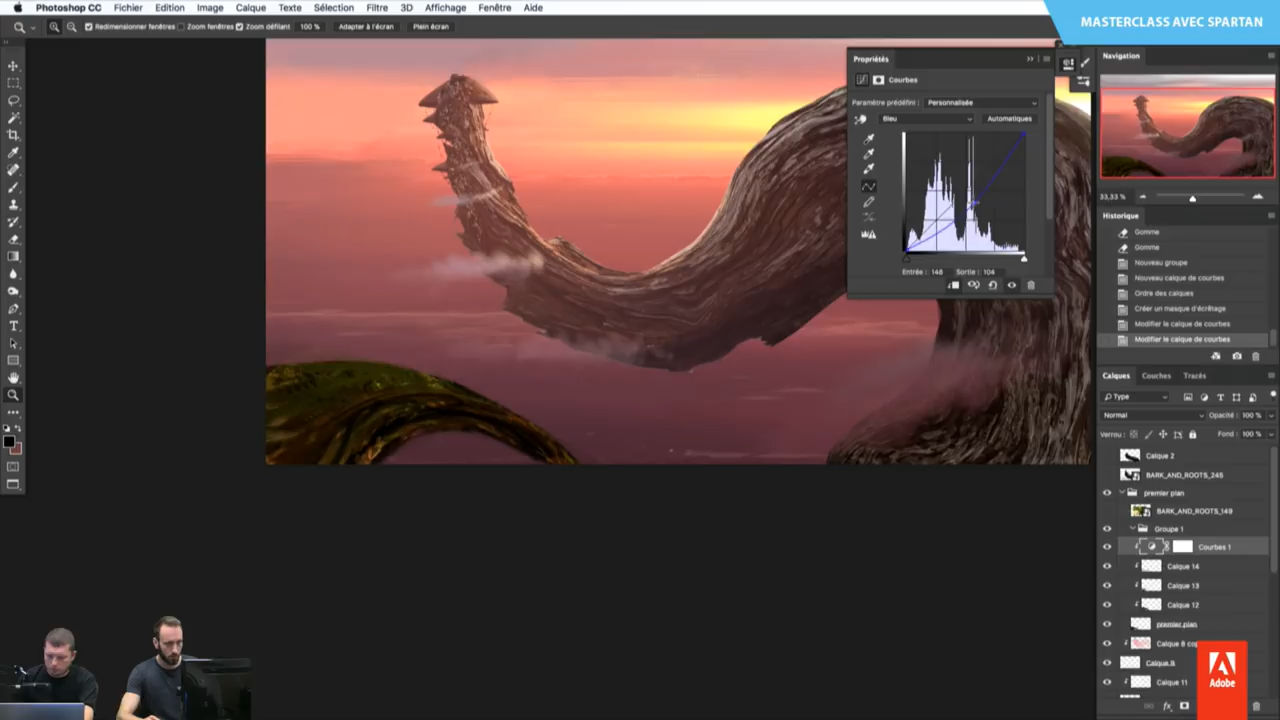 Photoshop CC Fichier Edition Image Calque Texte Sélection Filtre 3D Affichage Fenêtre Aide
MASTERCLASS AVEC SPARTAN
Redimensionner fenêtres Zoom fenêtres Zoom défilant 100 % Adapter à l'écran Plein écran
Propriétés
Courbes
Paramètre prédéfini : Personnalisée
Bleu Automatiques
Entrée : 148 Sortie : 104
Navigation
33,33 %
Historique
Gomme
Gomme
Nouveau groupe
Nouveau calque de courbes
Ordre des calques
Créer un masque d'écrêtage
Modifier le calque de courbes
Modifier le calque de courbes
Calques Couches Tracés
Type
Normal Opacité : 100 %
Verrou : Fond : 100 %
Calque 2
BARK_AND_ROOTS_245
premier plan
BARK_AND_ROOTS_149
Groupe 1
Courbes 1
Calque 14
Calque 13
Calque 12
premier plan
Calque 8 cop
Calque 9
Calque 11
fx
Adobe